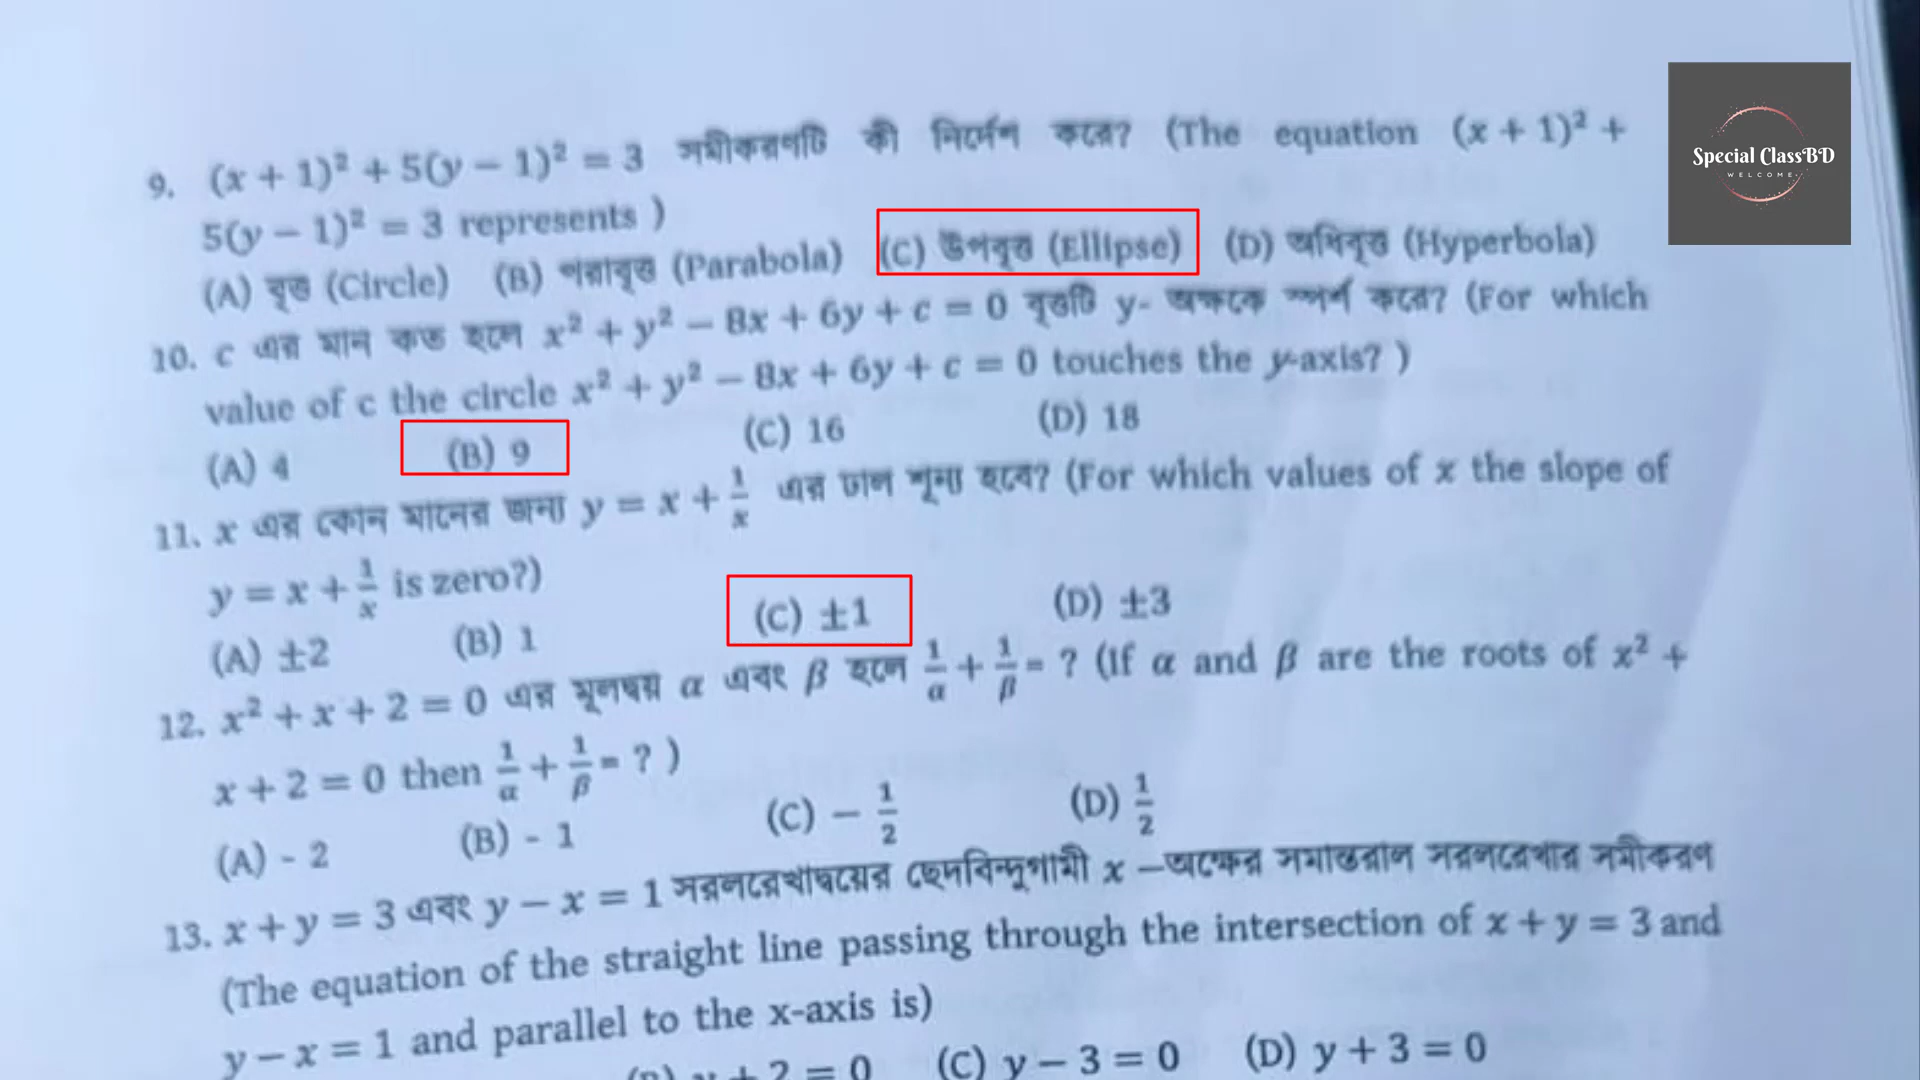 9. (x + 1)² + 5(y − 1)² = 3 সমীকরণটি কী নির্দেশ করে? (The equation (x + 1)² +
5(y − 1)² = 3 represents )
(A) বৃত্ত (Circle) (B) পরাবৃত্ত (Parabola) (C) উপবৃত্ত (Ellipse) (D) অধিবৃত্ত (Hyperbola)
10. c এর মান কত হলে x² + y² − 8x + 6y + c = 0 বৃত্তটি y- অক্ষকে স্পর্শ করে? (For which
value of c the circle x² + y² − 8x + 6y + c = 0 touches the y-axis? )
(A) 4 (B) 9 (C) 16 (D) 18
11. x এর কোন মানের জন্য y = x + 1/x এর ঢাল শূন্য হবে? (For which values of x the slope of
y = x + 1/x is zero?)
(A) ±2 (B) 1 (C) ±1 (D) ±3
12. x² + x + 2 = 0 এর মূলদ্বয় α এবং β হলে 1/α + 1/β = ? (If α and β are the roots of x² +
x + 2 = 0 then 1/α + 1/β = ? )
(A) - 2 (B) - 1 (C) − 1/2 (D) 1/2
13. x + y = 3 এবং y − x = 1 সরলরেখাদ্বয়ের ছেদবিন্দুগামী x −অক্ষের সমান্তরাল সরলরেখার সমীকরণ
(The equation of the straight line passing through the intersection of x + y = 3 and
y − x = 1 and parallel to the x-axis is)
(B) y + 2 = 0 (C) y − 3 = 0 (D) y + 3 = 0
Special ClassBD
WELCOME